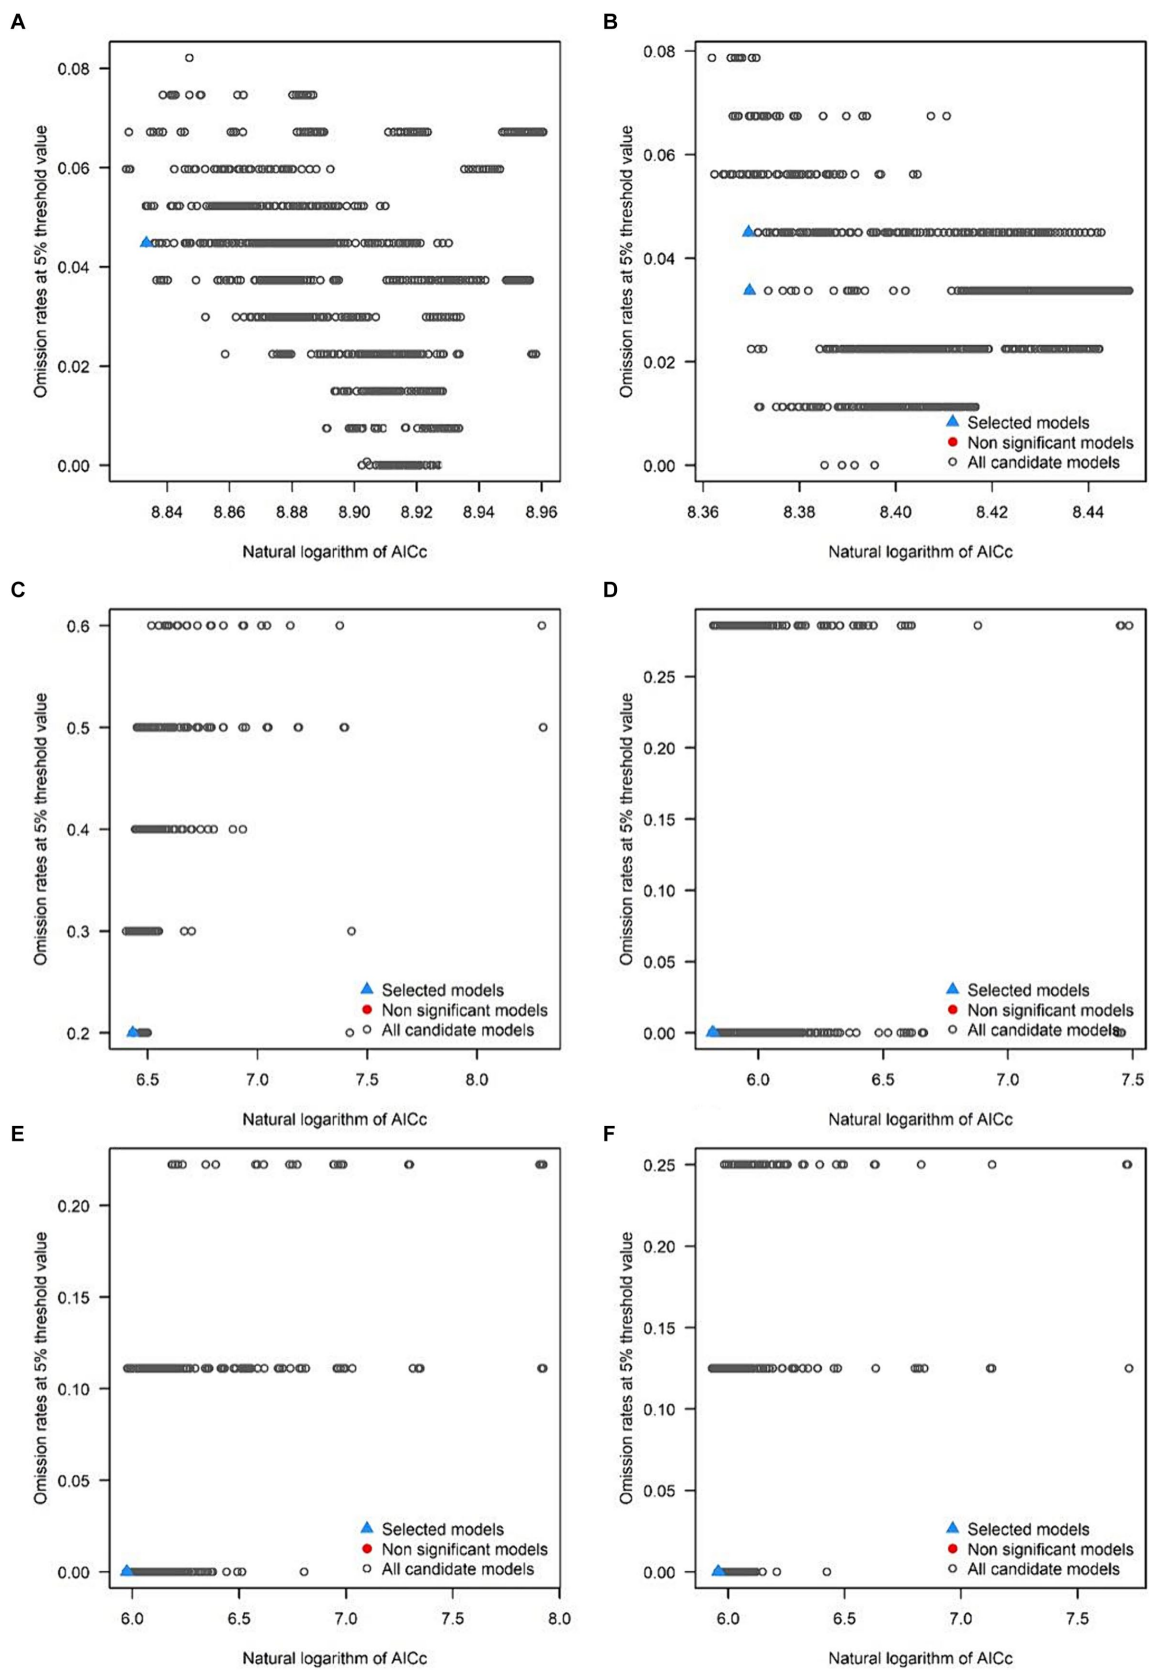 A
B
Omission rates at 5% threshold value
0.08
0.06
0.04
0.02
0.00
8.84 8.86 8.88 8.90 8.92 8.94 8.96
Natural logarithm of AICc
Omission rates at 5% threshold value
0.08
0.06
0.04
0.02
0.00
Selected models
Non significant models
All candidate models
8.36 8.38 8.40 8.42 8.44
Natural logarithm of AICc
C
D
Omission rates at 5% threshold value
0.6
0.5
0.4
0.3
0.2
Selected models
Non significant models
All candidate models
6.5 7.0 7.5 8.0
Natural logarithm of AICc
Omission rates at 5% threshold value
0.25
0.20
0.15
0.10
0.05
0.00
Selected models
Non significant models
All candidate models
6.0 6.5 7.0 7.5
Natural logarithm of AICc
E
F
Omission rates at 5% threshold value
0.20
0.15
0.10
0.05
0.00
Selected models
Non significant models
All candidate models
6.0 6.5 7.0 7.5 8.0
Natural logarithm of AICc
Omission rates at 5% threshold value
0.25
0.20
0.15
0.10
0.05
0.00
Selected models
Non significant models
All candidate models
6.0 6.5 7.0 7.5
Natural logarithm of AICc